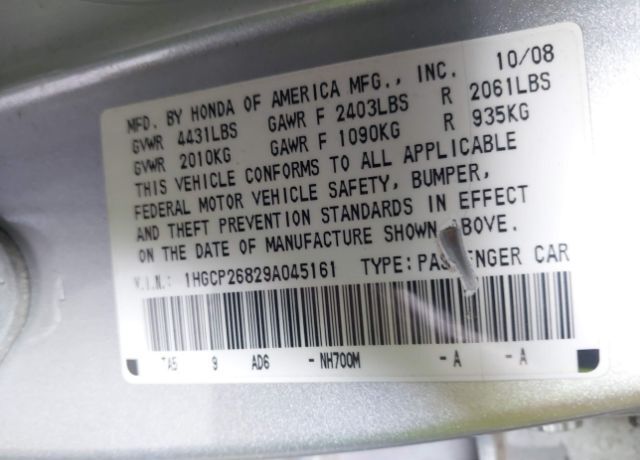 MFD. BY HONDA OF AMERICA MFG., INC. 10/08
GVWR 4431LBS GAWR F 2403LBS R 2061LBS
GVWR 2010KG GAWR F 1090KG R 935KG
THIS VEHICLE CONFORMS TO ALL APPLICABLE
FEDERAL MOTOR VEHICLE SAFETY, BUMPER,
AND THEFT PREVENTION STANDARDS IN EFFECT
ON THE DATE OF MANUFACTURE SHOWN ABOVE.
V.I.N.: 1HGCP26829A045161 TYPE: PASSENGER CAR
TA5 9 AD6 -NH700M -A -A